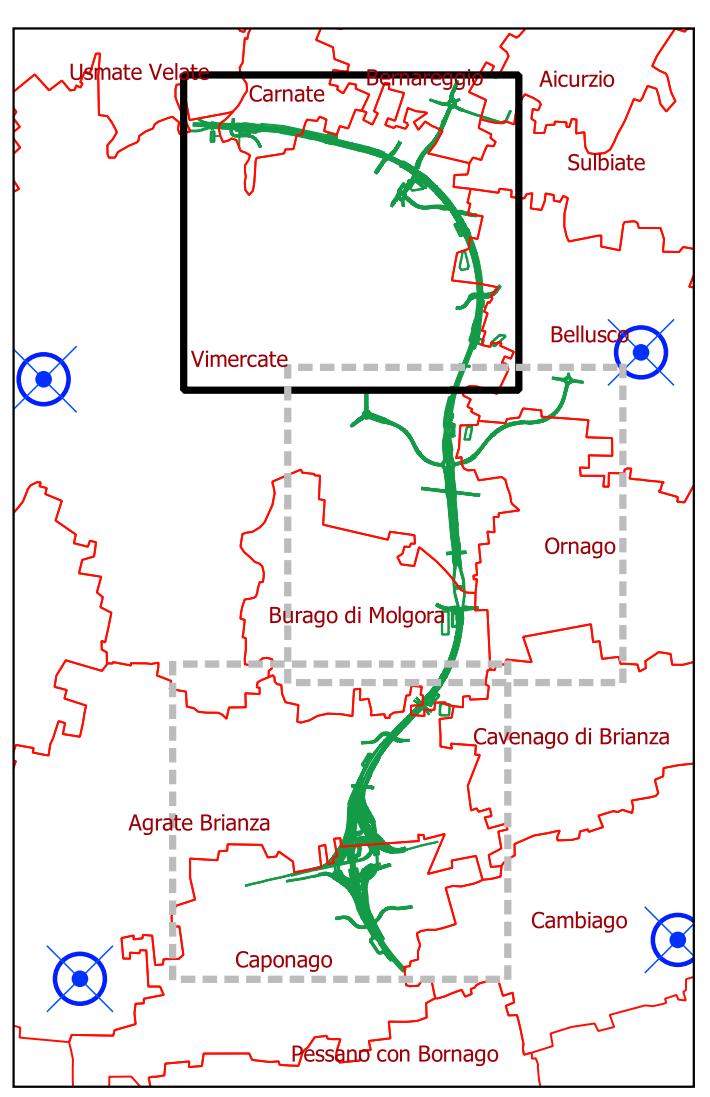 Usmate Velate
Bernareggio
Aicurzio
Carnate
Sulbiate
Bellusco
Vimercate
Ornago
Burago di Molgora
Cavenago di Brianza
Agrate Brianza
Cambiago
Caponago
Pessano con Bornago